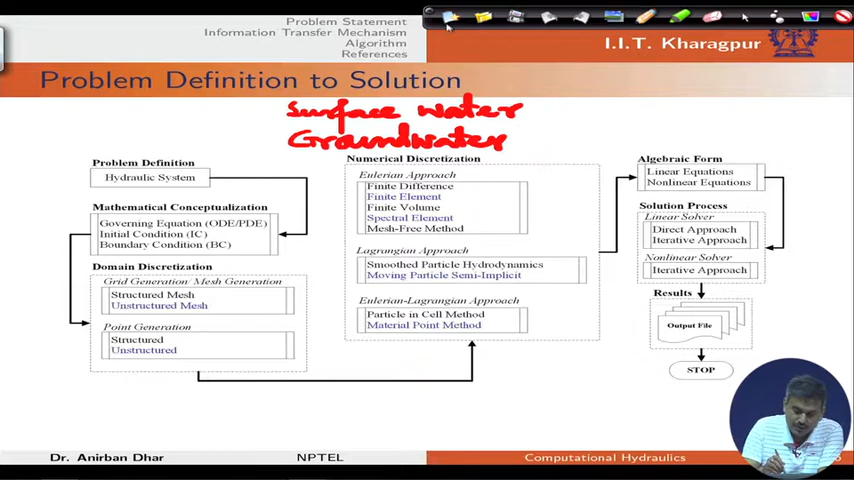 Problem Statement
Information Transfer Mechanism
Algorithm
References
I.I.T. Kharagpur
Problem Definition to Solution
Surface Water
Groundwater
Problem Definition
Hydraulic System
Mathematical Conceptualization
Governing Equation (ODE/PDE)
Initial Condition (IC)
Boundary Condition (BC)
Domain Discretization
Grid Generation/ Mesh Generation
Structured Mesh
Unstructured Mesh
Point Generation
Structured
Unstructured
Numerical Discretization
Eulerian Approach
Finite Difference
Finite Element
Finite Volume
Spectral Element
Mesh-Free Method
Lagrangian Approach
Smoothed Particle Hydrodynamics
Moving Particle Semi-Implicit
Eulerian-Lagrangian Approach
Particle in Cell Method
Material Point Method
Algebraic Form
Linear Equations
Nonlinear Equations
Solution Process
Linear Solver
Direct Approach
Iterative Approach
Nonlinear Solver
Iterative Approach
Results
Output File
STOP
Dr. Anirban Dhar
NPTEL
Computational Hydraulics